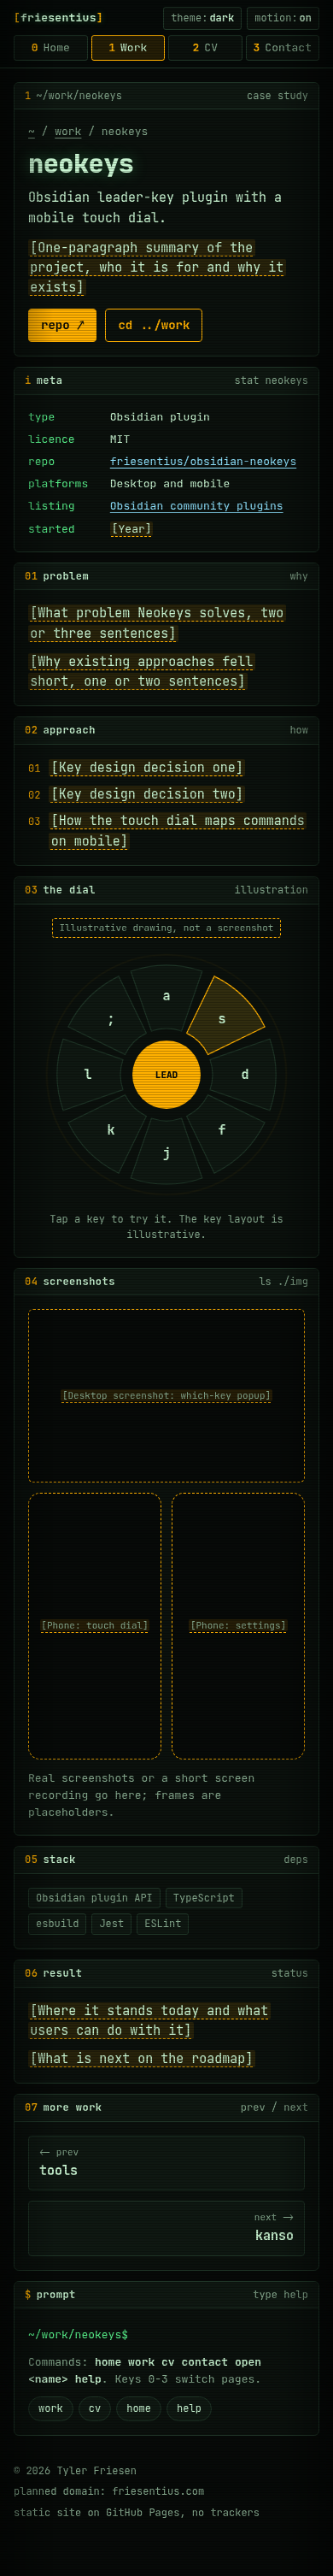 [friesentius]
theme: dark
motion: on
0 Home
1 Work
2 CV
3 Contact
1 ~/work/neokeys
case study
~ / work / neokeys
neokeys
Obsidian leader-key plugin with a
mobile touch dial.
[One-paragraph summary of the
project, who it is for and why it
exists]
repo ↗
cd ../work
i meta
stat neokeys
type Obsidian plugin
licence MIT
repo friesentius/obsidian-neokeys
platforms Desktop and mobile
listing Obsidian community plugins
started [Year]
01 problem
why
[What problem Neokeys solves, two
or three sentences]
[Why existing approaches fell
short, one or two sentences]
02 approach
how
01 [Key design decision one]
02 [Key design decision two]
03 [How the touch dial maps commands
on mobile]
03 the dial
illustration
Illustrative drawing, not a screenshot
a
s
d
f
j
k
l
;
LEAD
Tap a key to try it. The key layout is
illustrative.
04 screenshots
ls ./img
[Desktop screenshot: which-key popup]
[Phone: touch dial]
[Phone: settings]
Real screenshots or a short screen
recording go here; frames are
placeholders.
05 stack
deps
Obsidian plugin API
TypeScript
esbuild
Jest
ESLint
06 result
status
[Where it stands today and what
users can do with it]
[What is next on the roadmap]
07 more work
prev / next
← prev
tools
next →
kanso
$ prompt
type help
~/work/neokeys$
Commands: home work cv contact open
<name> help. Keys 0-3 switch pages.
work
cv
home
help
© 2026 Tyler Friesen
planned domain: friesentius.com
static site on GitHub Pages, no trackers